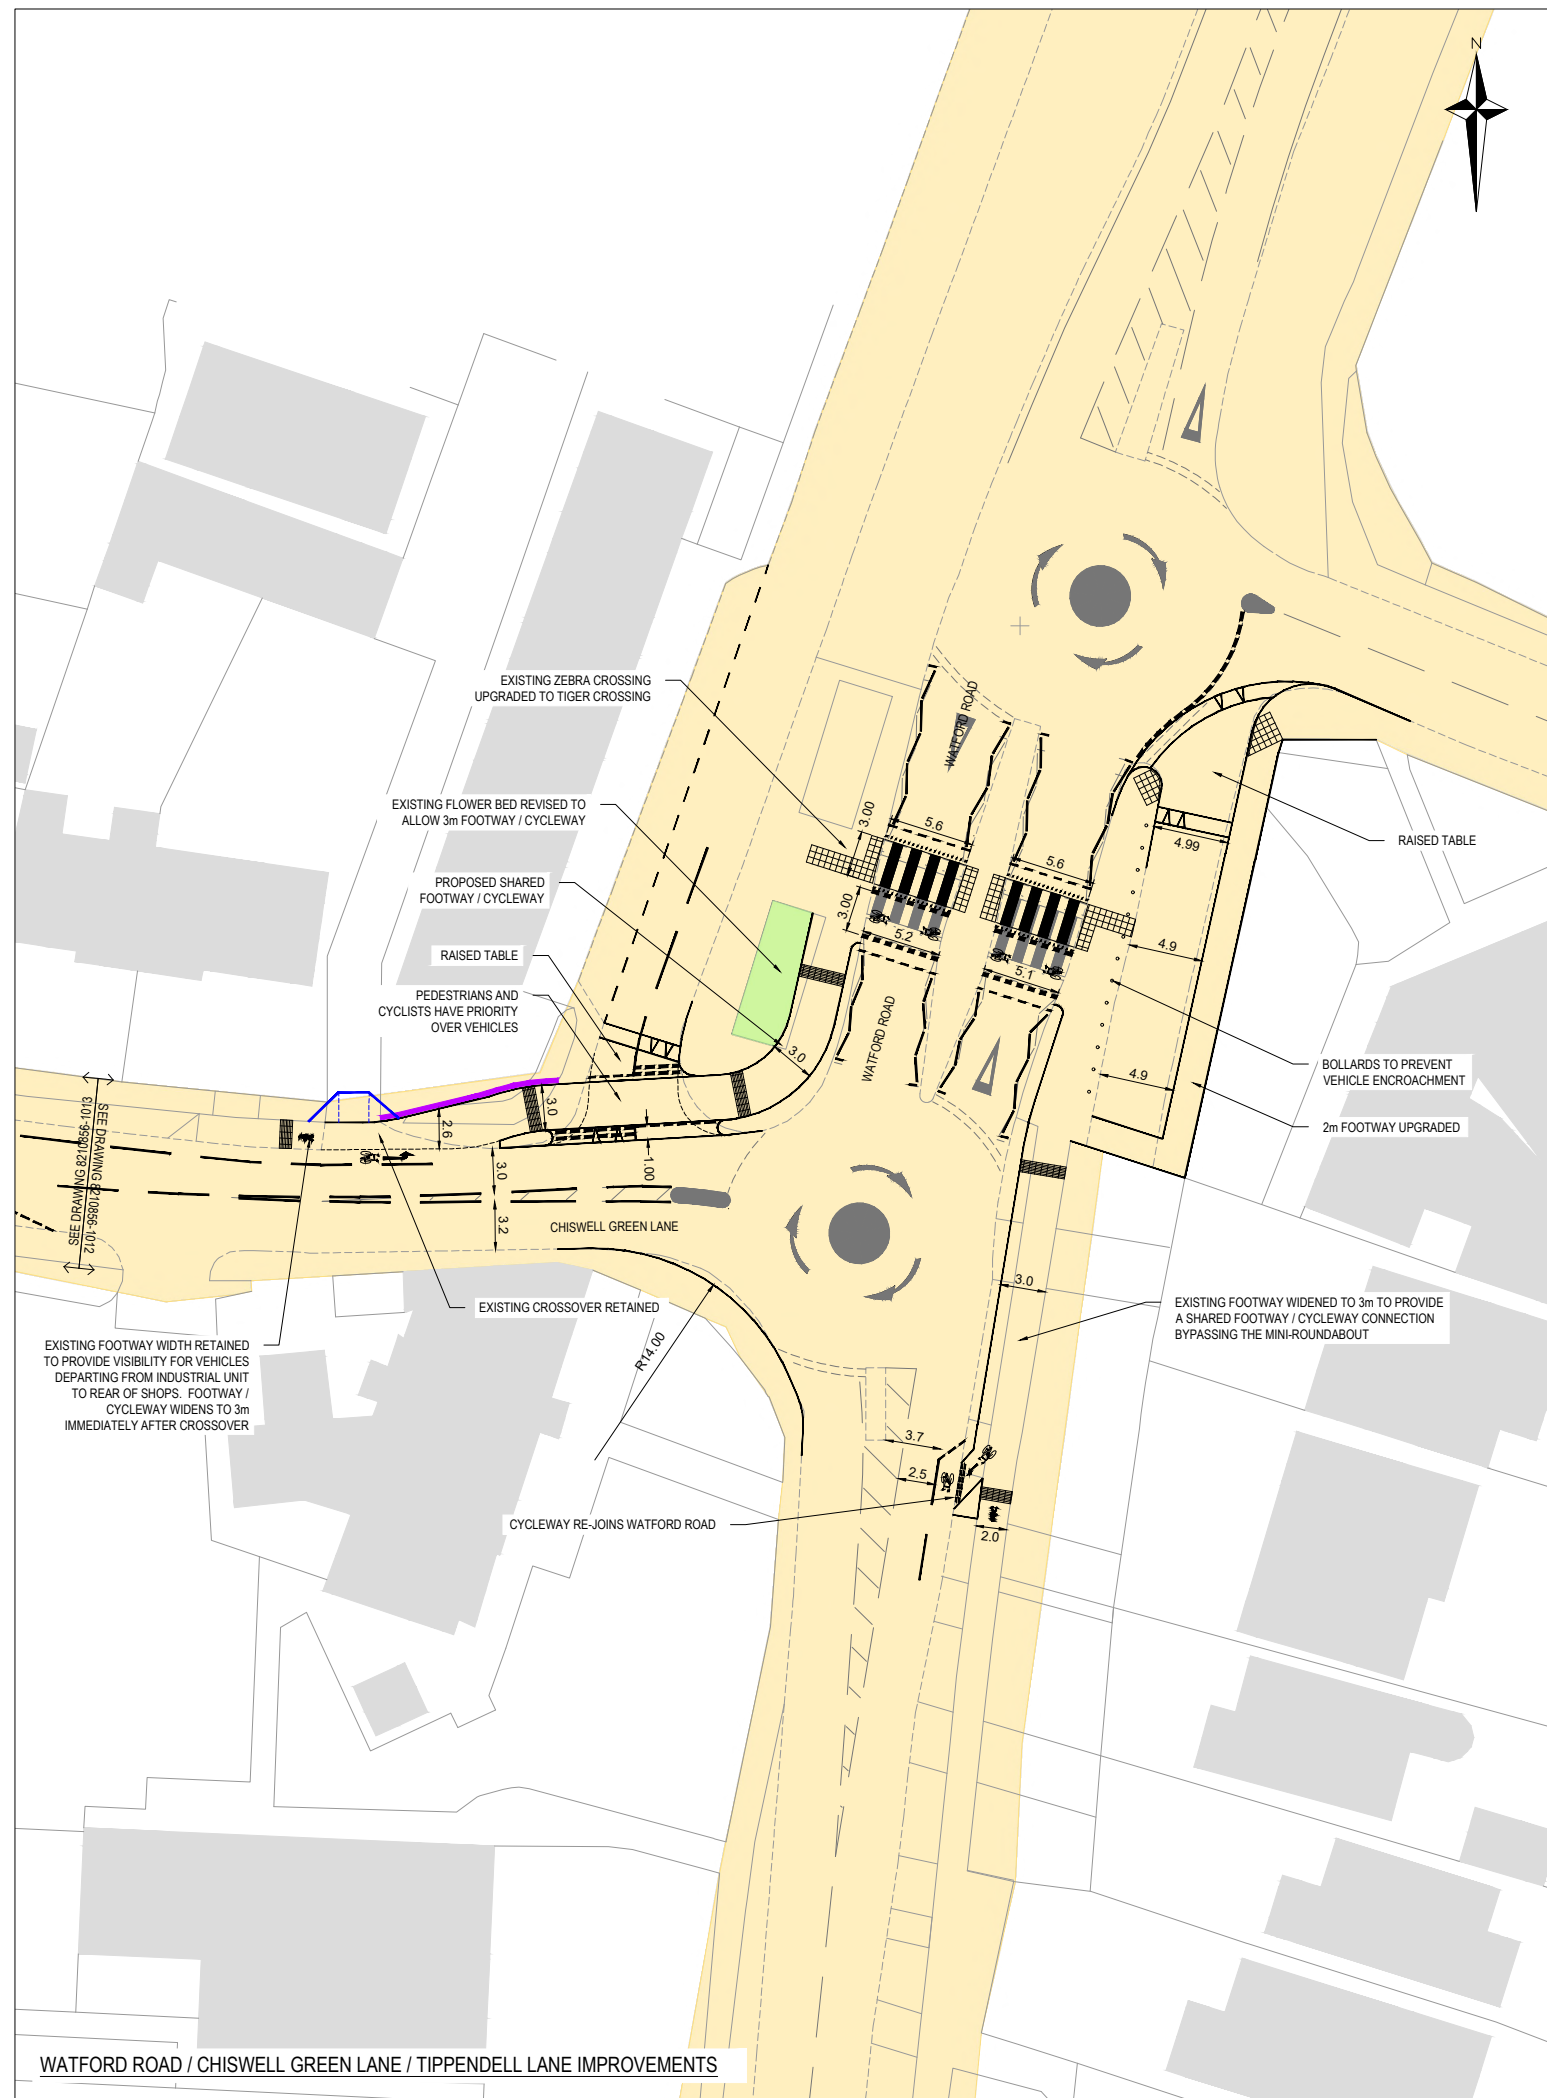 N
EXISTING ZEBRA CROSSING
UPGRADED TO TIGER CROSSING
WATFORD ROAD
EXISTING FLOWER BED REVISED TO
ALLOW 3m FOOTWAY / CYCLEWAY
3.00
5.6
5.6
4.99
RAISED TABLE
PROPOSED SHARED
FOOTWAY / CYCLEWAY
3.00
5.2
5.1
4.9
RAISED TABLE
PEDESTRIANS AND
CYCLISTS HAVE PRIORITY
OVER VEHICLES
WATFORD ROAD
3.0
4.9
BOLLARDS TO PREVENT
VEHICLE ENCROACHMENT
2m FOOTWAY UPGRADED
SEE DRAWING 8210856-1013
SEE DRAWING 8210856-1012
2.6
3.0
3.0
1.00
3.2
CHISWELL GREEN LANE
3.0
EXISTING CROSSOVER RETAINED
EXISTING FOOTWAY WIDENED TO 3m TO PROVIDE
A SHARED FOOTWAY / CYCLEWAY CONNECTION
BYPASSING THE MINI-ROUNDABOUT
EXISTING FOOTWAY WIDTH RETAINED
TO PROVIDE VISIBILITY FOR VEHICLES
DEPARTING FROM INDUSTRIAL UNIT
TO REAR OF SHOPS. FOOTWAY /
CYCLEWAY WIDENS TO 3m
IMMEDIATELY AFTER CROSSOVER
R14.00
3.7
2.5
CYCLEWAY RE-JOINS WATFORD ROAD
2.0
WATFORD ROAD / CHISWELL GREEN LANE / TIPPENDELL LANE IMPROVEMENTS